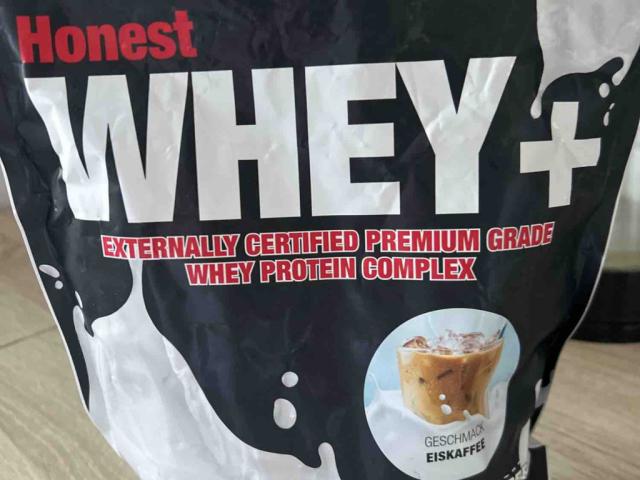 Honest
WHEY+
EXTERNALLY CERTIFIED PREMIUM GRADE
WHEY PROTEIN COMPLEX
GESCHMACK
EISKAFFEE